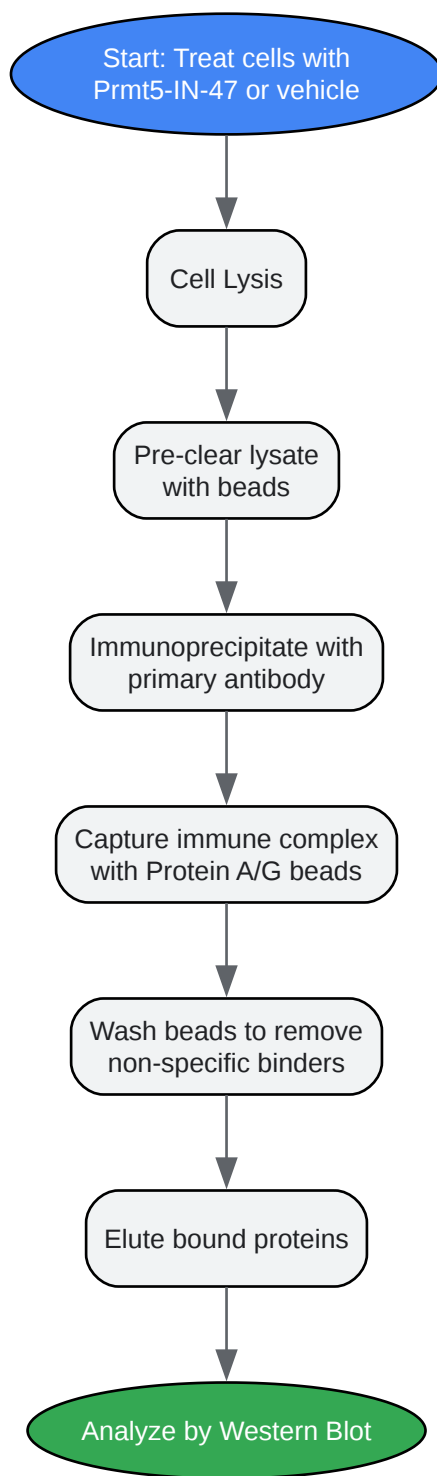 Start: Treat cells with
Prmt5-IN-47 or vehicle
Cell Lysis
Pre-clear lysate
with beads
Immunoprecipitate with
primary antibody
Capture immune complex
with Protein A/G beads
Wash beads to remove
non-specific binders
Elute bound proteins
Analyze by Western Blot